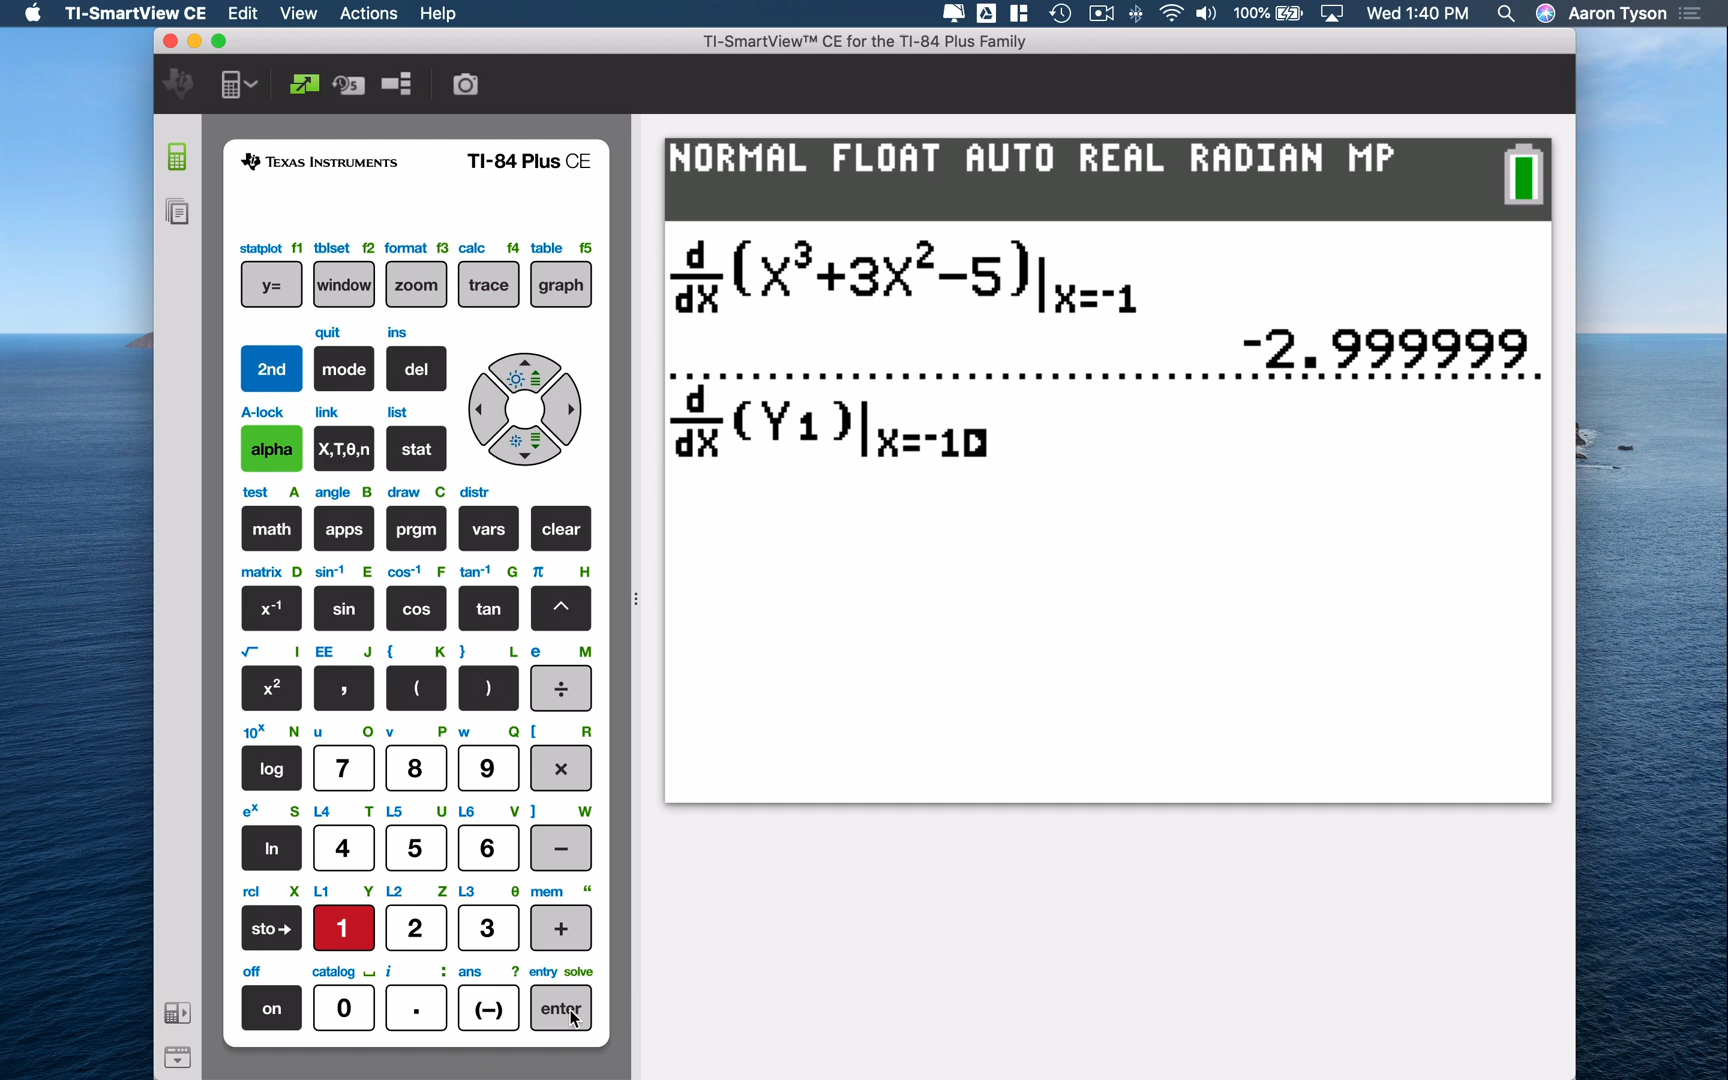 TI-SmartView CE Edit View Actions Help 100% Wed 1:40 PM Aaron Tyson
TI-SmartView™ CE for the TI-84 Plus Family
TEXAS INSTRUMENTS TI-84 Plus CE
statplot f1 tblset f2 format f3 calc f4 table f5
y= window zoom trace graph
quit ins
2nd mode del
A-lock link list
alpha X,T,θ,n stat
test A angle B draw C distr
math apps prgm vars clear
matrix D sin⁻¹ E cos⁻¹ F tan⁻¹ G π H
x⁻¹ sin cos tan ^
√ I EE J { K } L e M
x² , ( ) ÷
10ˣ N u O v P w Q [ R
log 7 8 9 ×
eˣ S L4 T L5 U L6 V ] W
ln 4 5 6 −
rcl X L1 Y L2 Z L3 θ mem “
sto→ 1 2 3 +
off catalog ⎵ i : ans ? entry solve
on 0 . (–) enter
NORMAL FLOAT AUTO REAL RADIAN MP
d/dX(X³+3X²−5)|X=⁻1
⁻2.999999
d/dX(Y₁)|X=⁻1